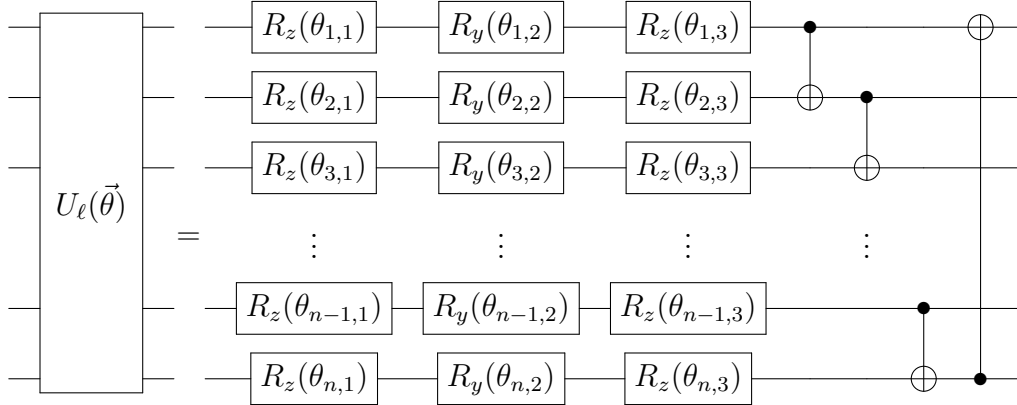 R_z(θ_{1,1}) R_y(θ_{1,2}) R_z(θ_{1,3})
R_z(θ_{2,1}) R_y(θ_{2,2}) R_z(θ_{2,3})
R_z(θ_{3,1}) R_y(θ_{3,2}) R_z(θ_{3,3})
U_ℓ(\vec{θ}) = ⋮ ⋮ ⋮ ⋮
R_z(θ_{n−1,1}) R_y(θ_{n−1,2}) R_z(θ_{n−1,3})
R_z(θ_{n,1}) R_y(θ_{n,2}) R_z(θ_{n,3})